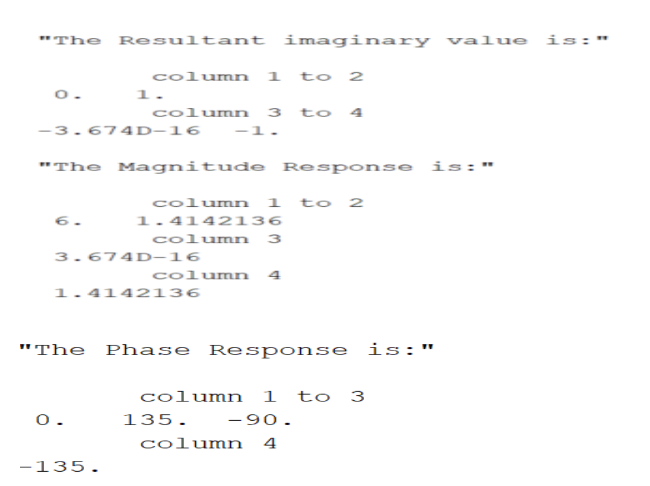 "The Resultant imaginary value is:"
column 1 to 2
0. 1.
column 3 to 4
-3.674D-16 -1.
"The Magnitude Response is:"
column 1 to 2
6. 1.4142136
column 3
3.674D-16
column 4
1.4142136
"The Phase Response is:"
column 1 to 3
0. 135. -90.
column 4
-135.